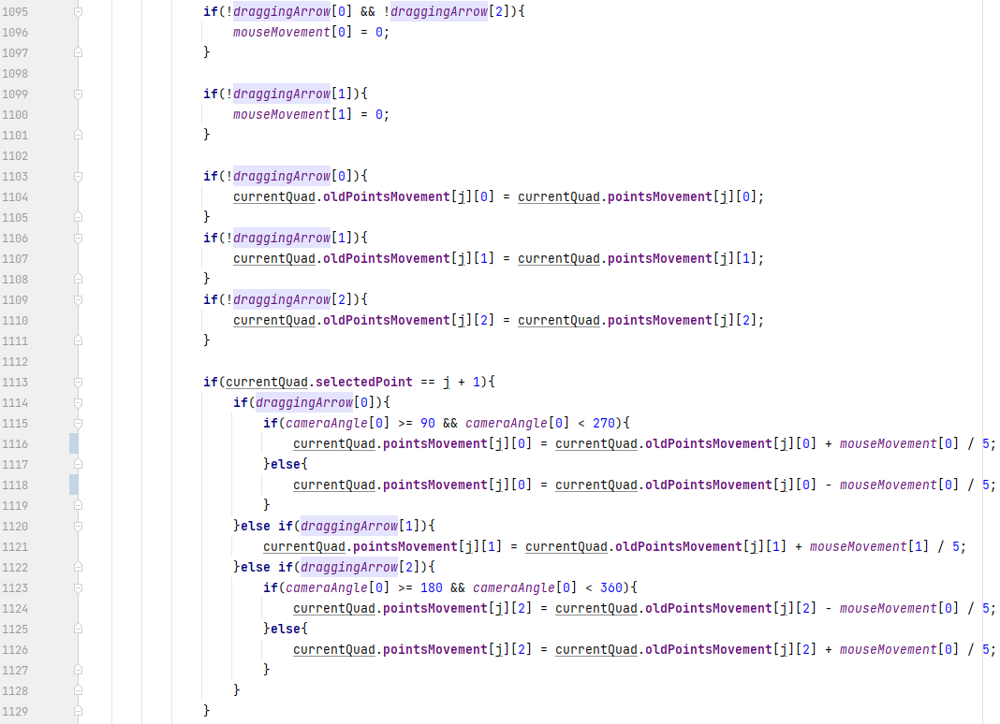 1095 if(!draggingArrow[0] && !draggingArrow[2]){
1096 mouseMovement[0] = 0;
1097 }
1098
1099 if(!draggingArrow[1]){
1100 mouseMovement[1] = 0;
1101 }
1102
1103 if(!draggingArrow[0]){
1104 currentQuad.oldPointsMovement[j][0] = currentQuad.pointsMovement[j][0];
1105 }
1106 if(!draggingArrow[1]){
1107 currentQuad.oldPointsMovement[j][1] = currentQuad.pointsMovement[j][1];
1108 }
1109 if(!draggingArrow[2]){
1110 currentQuad.oldPointsMovement[j][2] = currentQuad.pointsMovement[j][2];
1111 }
1112
1113 if(currentQuad.selectedPoint == j + 1){
1114 if(draggingArrow[0]){
1115 if(cameraAngle[0] >= 90 && cameraAngle[0] < 270){
1116 currentQuad.pointsMovement[j][0] = currentQuad.oldPointsMovement[j][0] + mouseMovement[0] / 5;
1117 }else{
1118 currentQuad.pointsMovement[j][0] = currentQuad.oldPointsMovement[j][0] - mouseMovement[0] / 5;
1119 }
1120 }else if(draggingArrow[1]){
1121 currentQuad.pointsMovement[j][1] = currentQuad.oldPointsMovement[j][1] + mouseMovement[1] / 5;
1122 }else if(draggingArrow[2]){
1123 if(cameraAngle[0] >= 180 && cameraAngle[0] < 360){
1124 currentQuad.pointsMovement[j][2] = currentQuad.oldPointsMovement[j][2] - mouseMovement[0] / 5;
1125 }else{
1126 currentQuad.pointsMovement[j][2] = currentQuad.oldPointsMovement[j][2] + mouseMovement[0] / 5;
1127 }
1128 }
1129 }